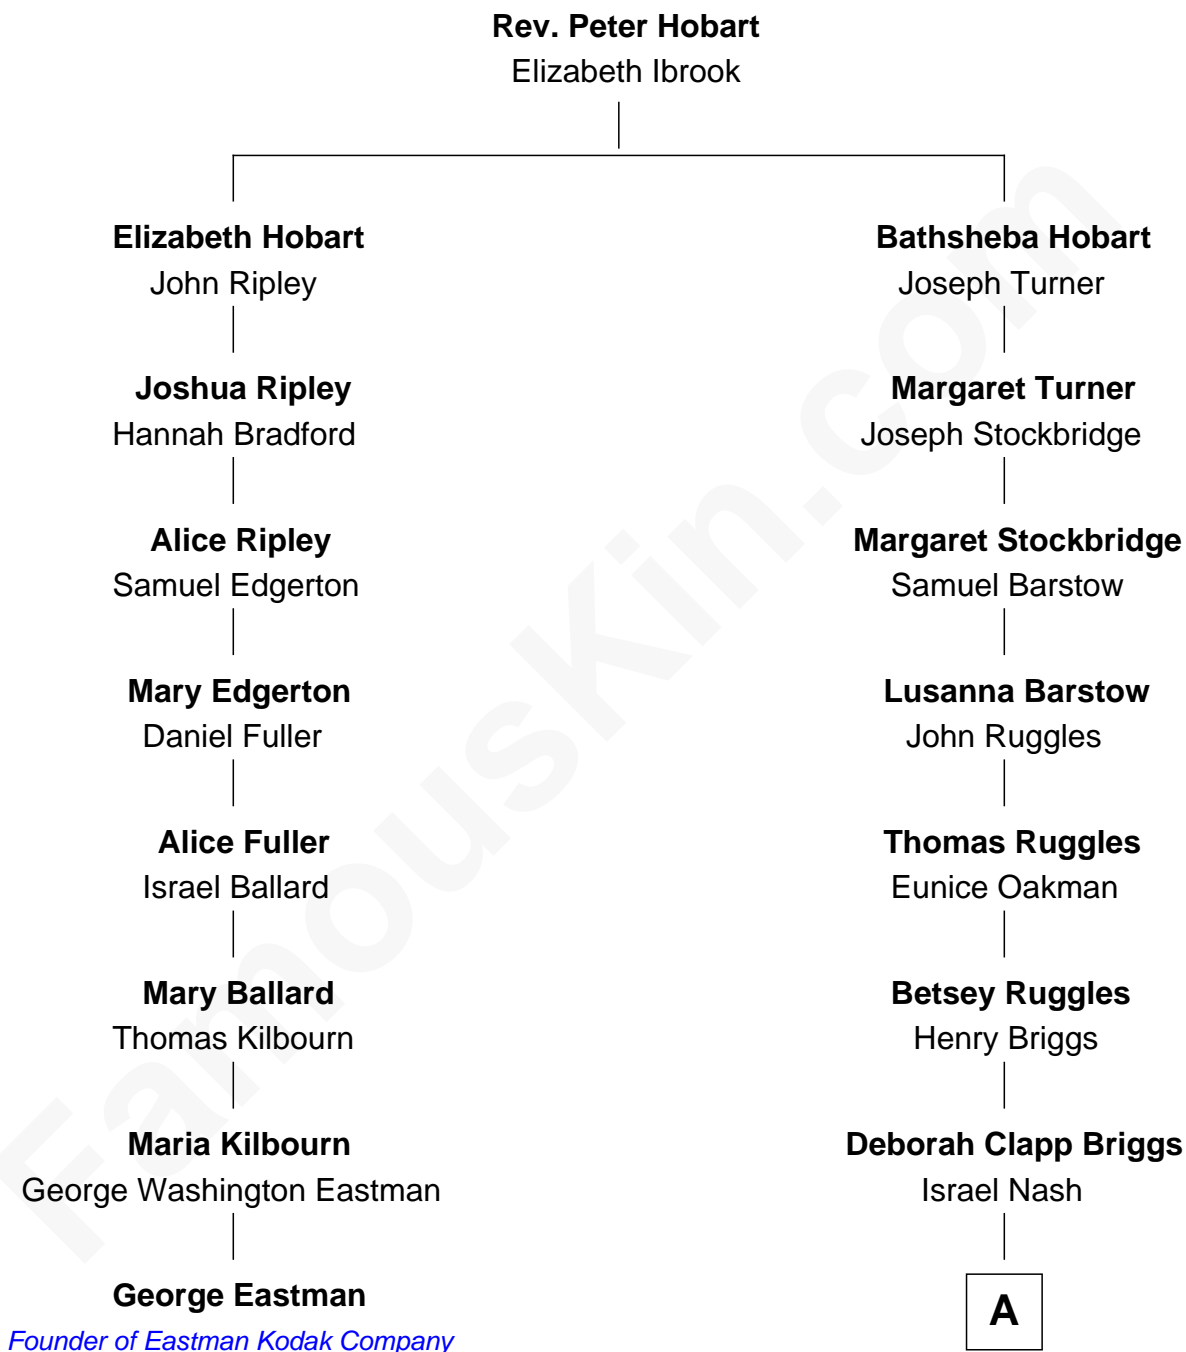 Rev. Peter Hobart
Elizabeth Ibrook
Elizabeth Hobart
John Ripley
Bathsheba Hobart
Joseph Turner
Joshua Ripley
Hannah Bradford
Margaret Turner
Joseph Stockbridge
Alice Ripley
Samuel Edgerton
Margaret Stockbridge
Samuel Barstow
Mary Edgerton
Daniel Fuller
Lusanna Barstow
John Ruggles
Alice Fuller
Israel Ballard
Thomas Ruggles
Eunice Oakman
Mary Ballard
Thomas Kilbourn
Betsey Ruggles
Henry Briggs
Maria Kilbourn
George Washington Eastman
Deborah Clapp Briggs
Israel Nash
George Eastman
Founder of Eastman Kodak Company
A
FamousKin.com